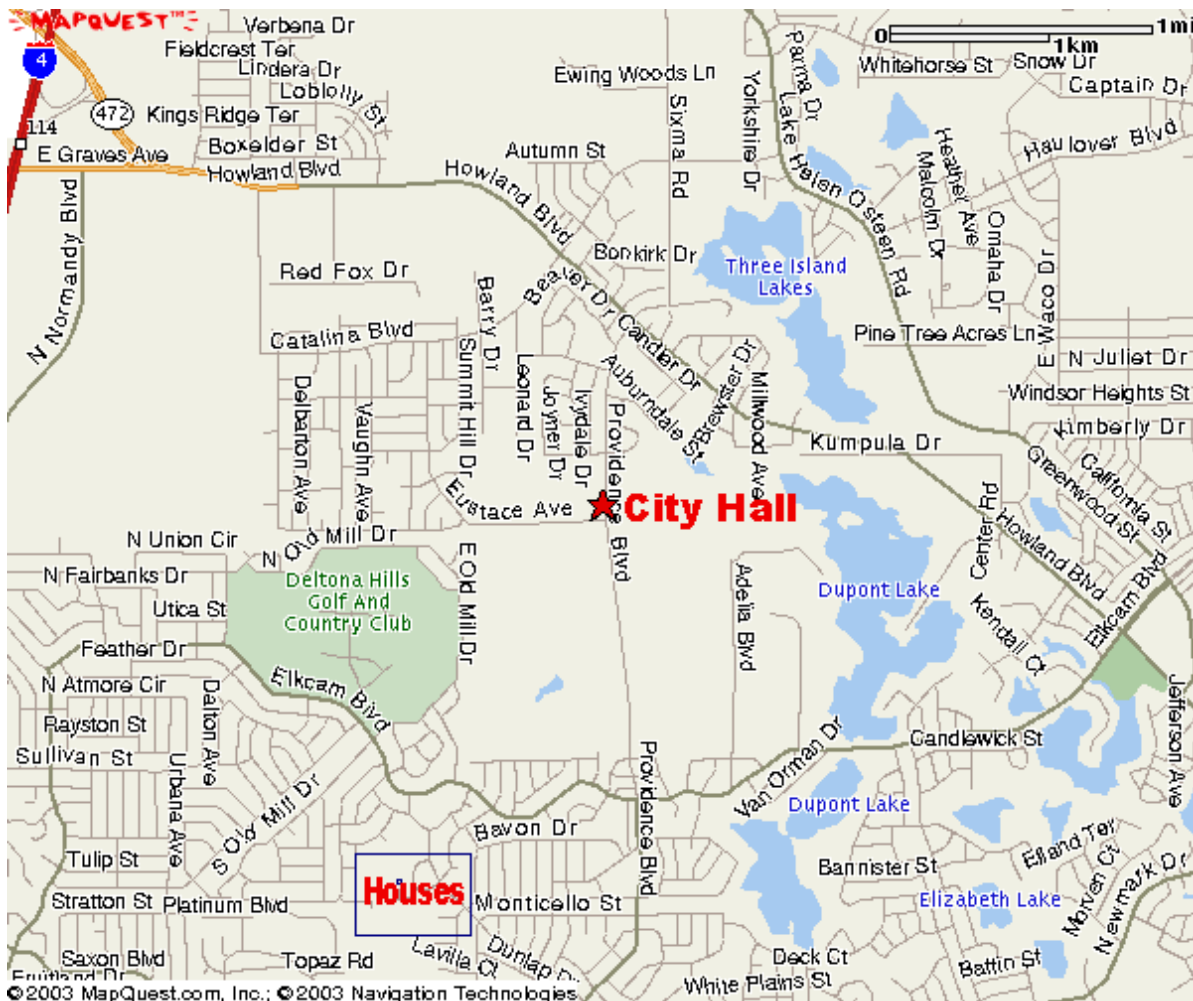 MAPQUEST™
Verbena Dr
0
1mi
1km
4
Fieldcrest Ter
Lindera Dr
Loblolly St
Ewing Woods Ln
Parma Dr
Whitehorse St
Snow Dr
Captain Dr
472
Kings Ridge Ter
114
Boxelder St
E Graves Ave
Howland Blvd
Autumn St
Sixma Rd
Yorkshire Dr
Lake Helen Osteen Rd
Heather Ave
Malcolm Dr
Haulover Blvd
Howland Blvd
N Normandy Blvd
Omaha Dr
Bonkirk Dr
Three Island
Lakes
Red Fox Dr
Barry Dr
Beaver Dr
Candler Dr
E Waco Dr
Catalina Blvd
Pine Tree Acres Ln
N Juliet Dr
Summit Hill Dr
Leonard Dr
Joyner Dr
Ivydale Dr
Providence Blvd
Auburndale St
Brewster Dr
Millwood Ave
Windsor Heights St
Delbarton Ave
Vaughn Ave
Kimberly Dr
Kumpula Dr
California St
Greenwood St
Eustace Ave
City Hall
Center Rd
Howland Blvd
N Union Cir
N Old Mill Dr
E Old Mill Dr
N Fairbanks Dr
Deltona Hills
Golf And
Country Club
Adelia Blvd
Dupont Lake
Elkcam Blvd
Utica St
Kendall Ct
Feather Dr
Elkcam Blvd
N Atmore Cir
Dalton Ave
Jefferson Ave
Rayston St
Sullivan St
Urbana Ave
S Old Mill Dr
Providence Blvd
Van Orman Dr
Candlewick St
Dupont Lake
Bavon Dr
Elland Ter
Tulip St
Houses
Bannister St
Morven Ct
Newmark Dr
Stratton St
Platinum Blvd
Monticello St
Elizabeth Lake
Saxon Blvd
Topaz Rd
Lavilla Ct
Dunlap Dr
Deck Ct
Battin St
Fruitland Dr
White Plains St
©2003 MapQuest.com, Inc.; ©2003 Navigation Technologies